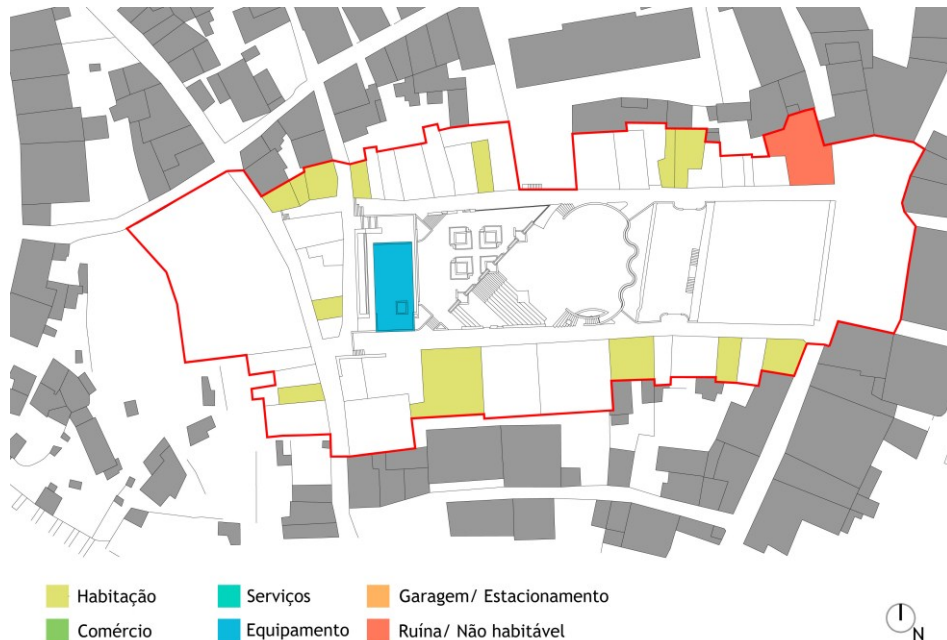 Habitação Serviços Garagem/ Estacionamento
Comércio Equipamento Ruína/ Não habitável
N